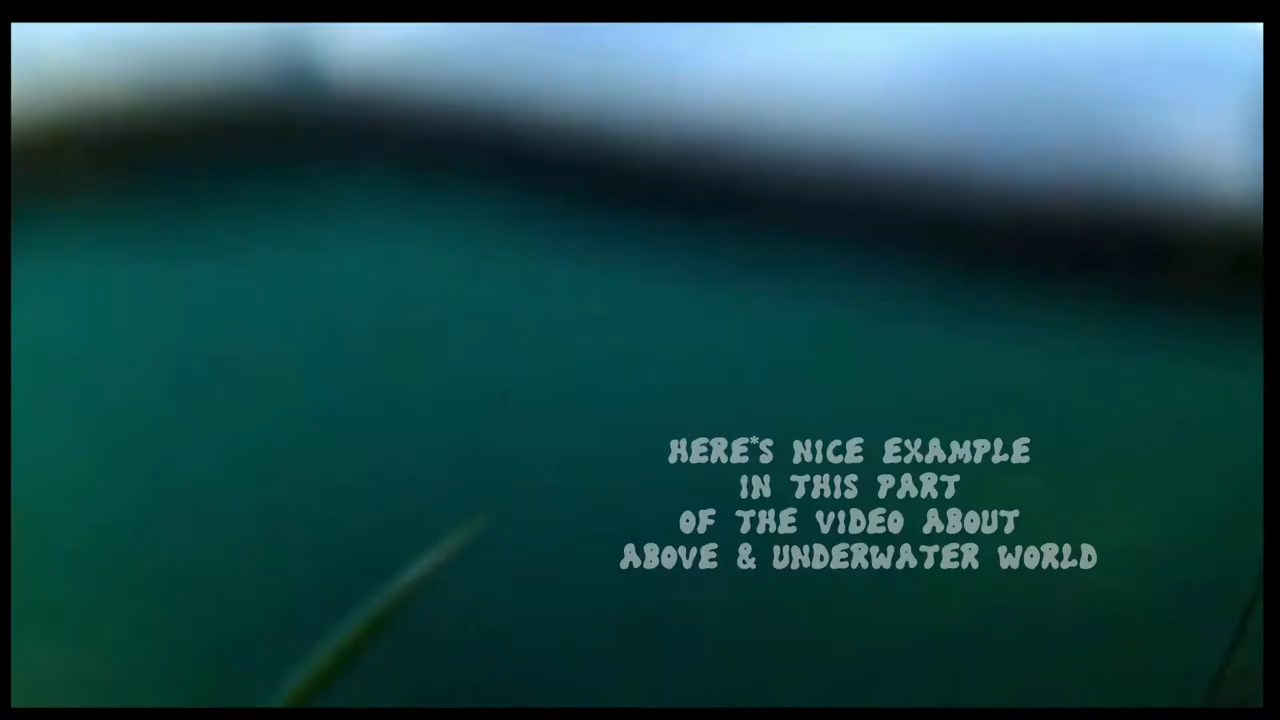 HERE*S NICE EXAMPLE
IN THIS PART
OF THE VIDEO ABOUT
ABOVE & UNDERWATER WORLD